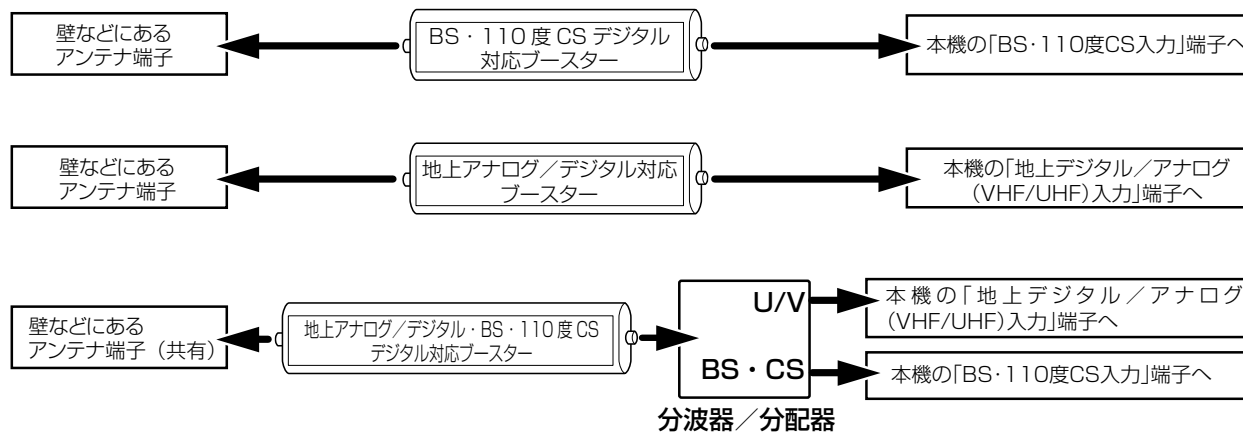 壁などにある
アンテナ端子
BS・110度CSデジタル
対応ブースター
本機の「BS・110度CS入力」端子へ
壁などにある
アンテナ端子
地上アナログ／デジタル対応
ブースター
本機の「地上デジタル／アナログ
（VHF/UHF）入力」端子へ
壁などにある
アンテナ端子（共有）
地上アナログ／デジタル・BS・110度CS
デジタル対応ブースター
U/V
BS・CS
分波器／分配器
本機の「地上デジタル／アナログ
（VHF/UHF）入力」端子へ
本機の「BS・110度CS入力」端子へ